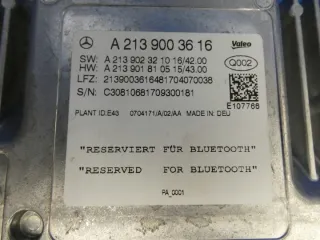 A 213 900 36 16 Valeo
SW: A 213 902 32 10 16/42.00
HW: A 213 901 81 05 15/43.00
Q002
LFZ: 2139003616481704070038
S/N: C30810681709300181
E107766
PLANT ID:E43 0704171/A/02/AA MADE IN: DEU
"RESERVIERT FÜR BLUETOOTH"
"RESERVED FOR BLUETOOTH"
PA_0001